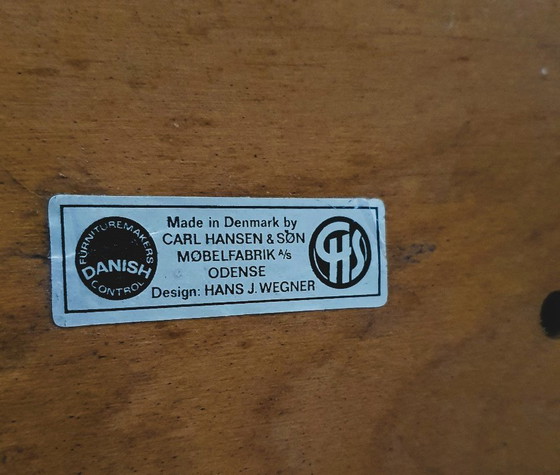 FURNITUREMAKERS
DANISH
CONTROL
Made in Denmark by
CARL HANSEN & SØN
MØBELFABRIK A/s
ODENSE
Design: HANS J. WEGNER
CHS